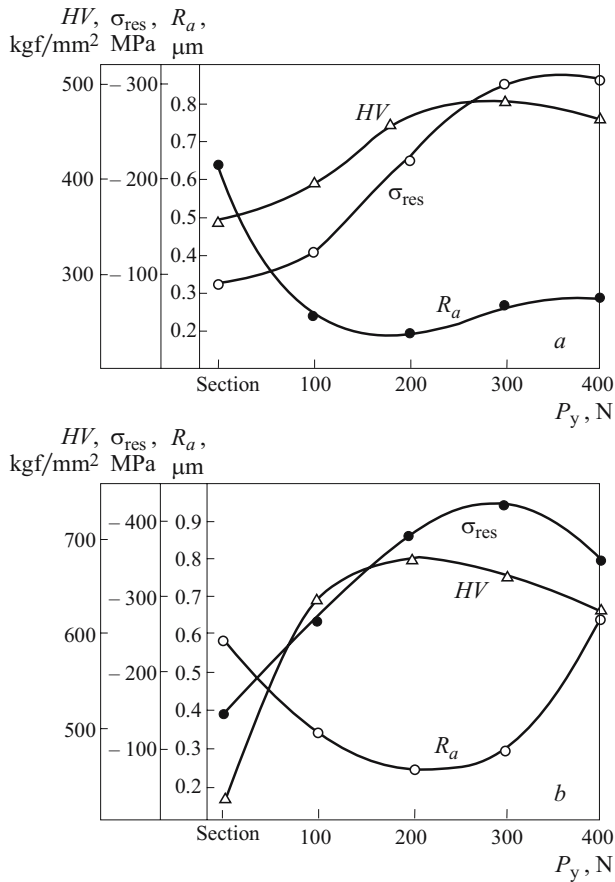 HV, σres, Ra,
kgf/mm2 MPa μm
500 – 300 0.8
0.7
400 – 200 0.6
0.5
0.4
300 – 100 0.3
0.2
HV
σres
Ra
a
Section 100 200 300 400
Py, N
HV, σres, Ra,
kgf/mm2 MPa μm
– 400 0.9
700
0.8
– 300 0.7
600 0.6
– 200 0.5
0.4
500 – 100 0.3
0.2
σres
HV
Ra
b
Section 100 200 300 400
Py, N